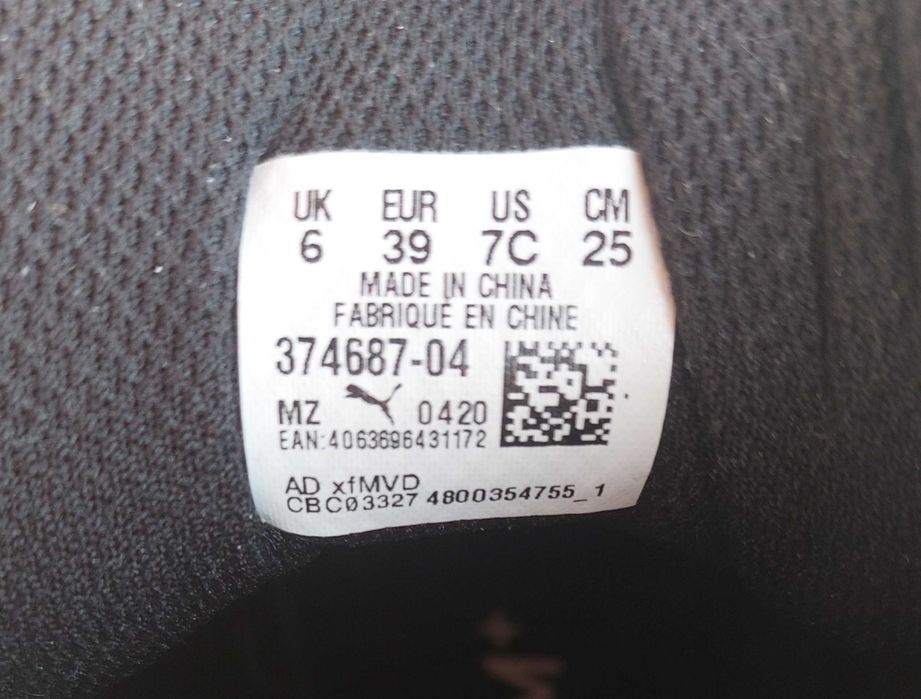 UK EUR US CM
6 39 7C 25
MADE IN CHINA
FABRIQUÉ EN CHINE
374687-04
MZ 0420
EAN:4063696431172
AD xfMVD
CBC03327 4800354755_1